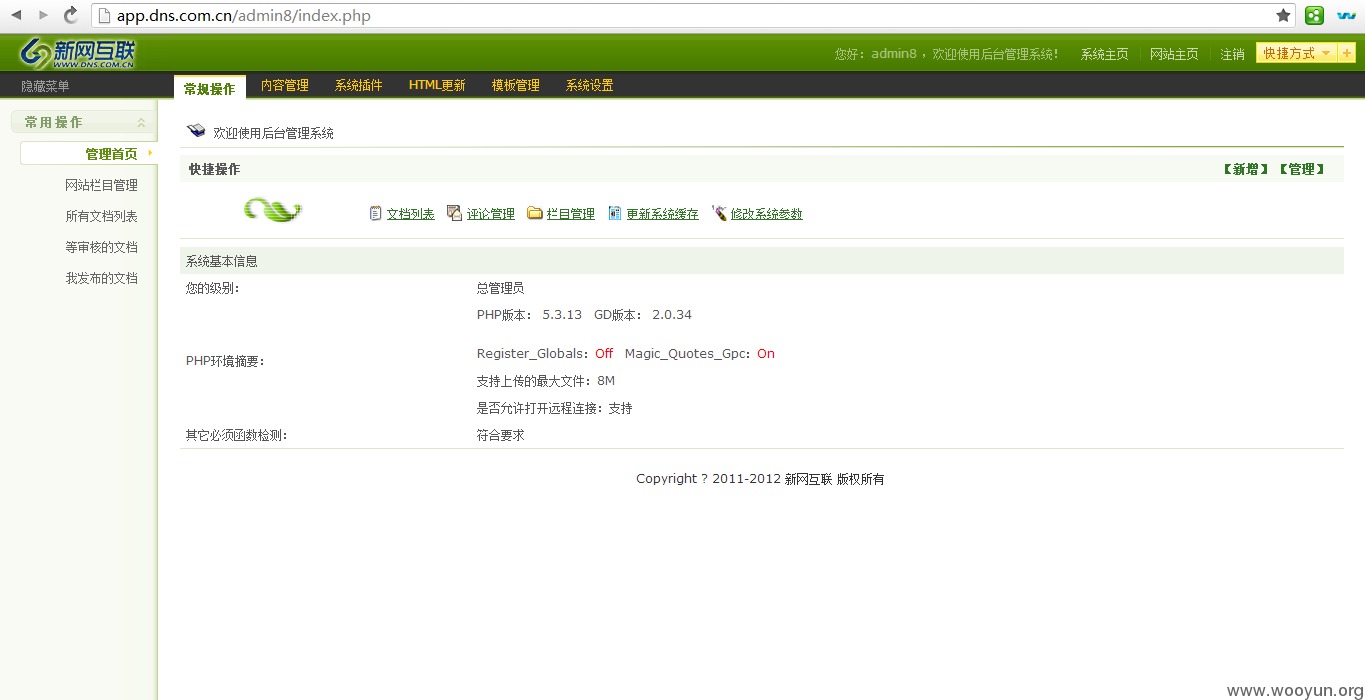 app.dns.com.cn/admin8/index.php
新网互联
WWW.DNS.COM.CN
您好：admin8 ，欢迎使用后台管理系统！ 系统主页 网站主页 注销 快捷方式 +
隐藏菜单 常规操作 内容管理 系统插件 HTML更新 模板管理 系统设置
常用操作
管理首页
网站栏目管理
所有文档列表
等审核的文档
我发布的文档
欢迎使用后台管理系统
快捷操作 【新增】【管理】
文档列表 评论管理 栏目管理 更新系统缓存 修改系统参数
系统基本信息
您的级别： 总管理员
PHP版本： 5.3.13 GD版本： 2.0.34
PHP环境摘要：
Register_Globals：Off Magic_Quotes_Gpc：On
支持上传的最大文件：8M
是否允许打开远程连接：支持
其它必须函数检测： 符合要求
Copyright ? 2011-2012 新网互联 版权所有
www.wooyun.org